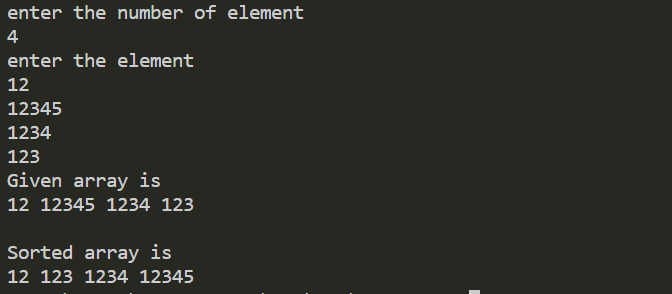 enter the number of element
4
enter the element
12
12345
1234
123
Given array is
12 12345 1234 123
Sorted array is
12 123 1234 12345